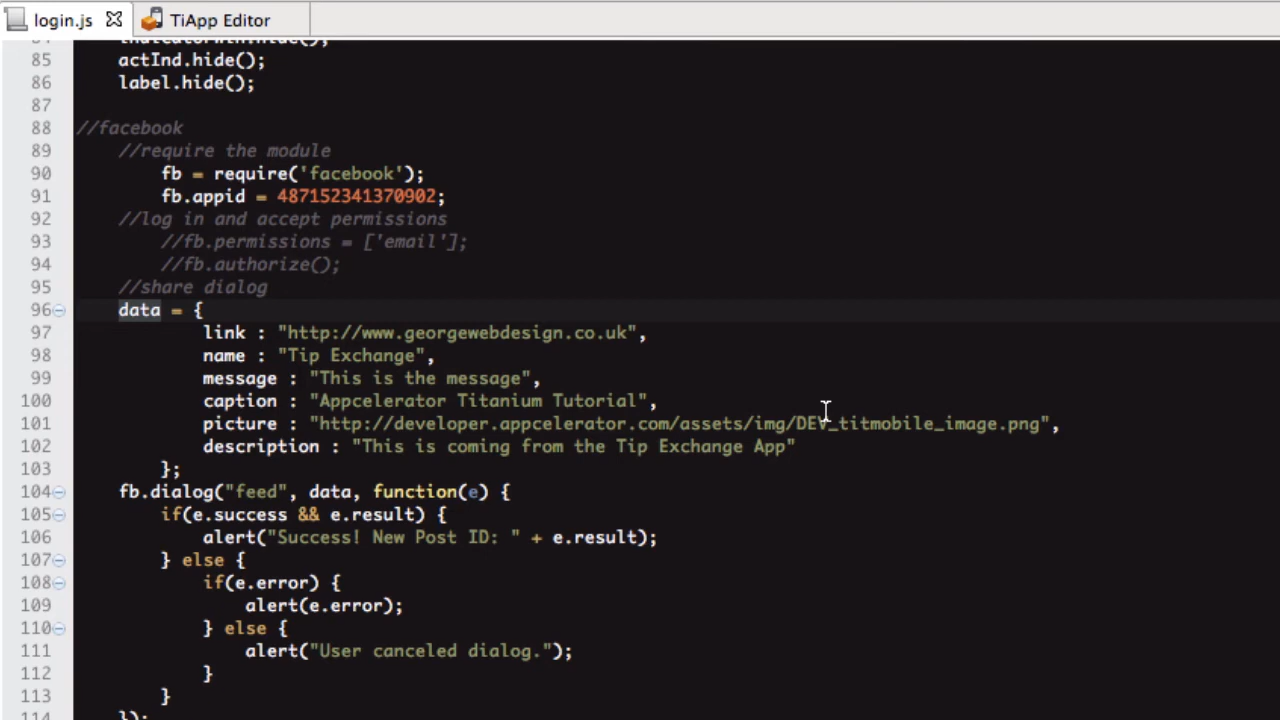 login.js TiApp Editor
84 indicatorWin.hide();
85 actInd.hide();
86 label.hide();
87
88 //facebook
89 //require the module
90 fb = require('facebook');
91 fb.appid = 487152341370902;
92 //log in and accept permissions
93 //fb.permissions = ['email'];
94 //fb.authorize();
95 //share dialog
96 data = {
97 link : "http://www.georgewebdesign.co.uk",
98 name : "Tip Exchange",
99 message : "This is the message",
100 caption : "Appcelerator Titanium Tutorial",
101 picture : "http://developer.appcelerator.com/assets/img/DEV_titmobile_image.png",
102 description : "This is coming from the Tip Exchange App"
103 };
104 fb.dialog("feed", data, function(e) {
105 if(e.success && e.result) {
106 alert("Success! New Post ID: " + e.result);
107 } else {
108 if(e.error) {
109 alert(e.error);
110 } else {
111 alert("User canceled dialog.");
112 }
113 }
114 });